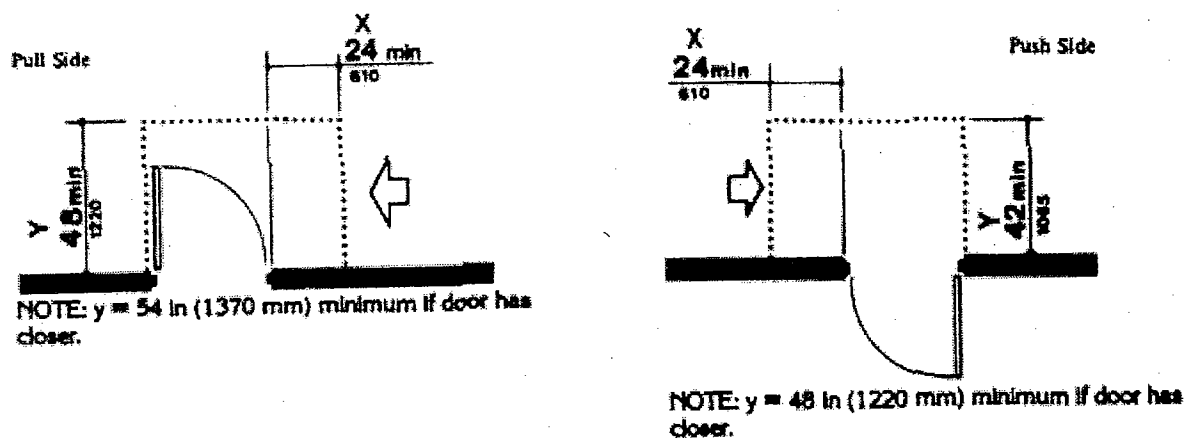 Pull Side
X
24 min
610
Y
48 min
1220
NOTE: y = 54 in (1370 mm) minimum if door has
closer.
Push Side
X
24 min
610
Y
42 min
1065
NOTE: y = 48 in (1220 mm) minimum if door has
closer.